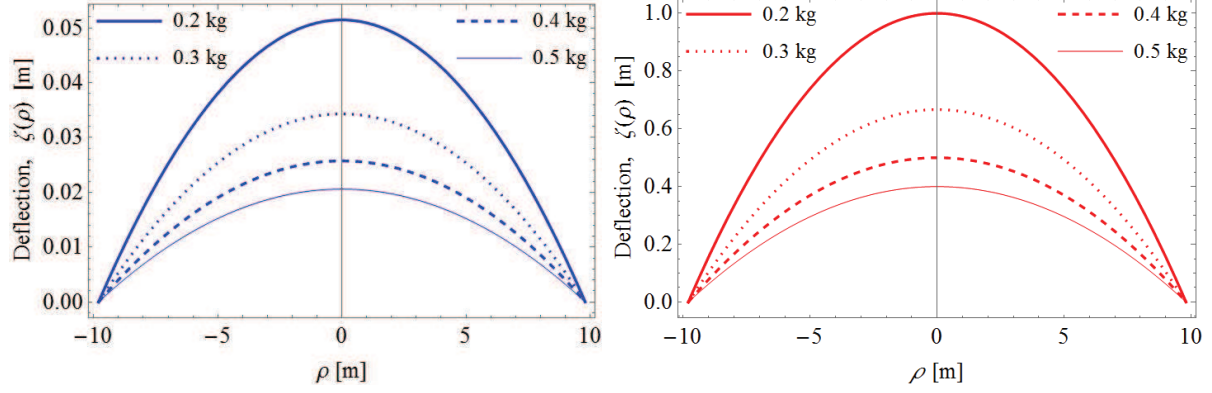 0.2 kg
0.4 kg
0.3 kg
0.5 kg
Deflection, ζ(ρ) [m]
0.05
0.04
0.03
0.02
0.01
0.00
−10
−5
0
5
10
ρ [m]
0.2 kg
0.4 kg
0.3 kg
0.5 kg
Deflection, ζ(ρ) [m]
1.0
0.8
0.6
0.4
0.2
0.0
−10
−5
0
5
10
ρ [m]